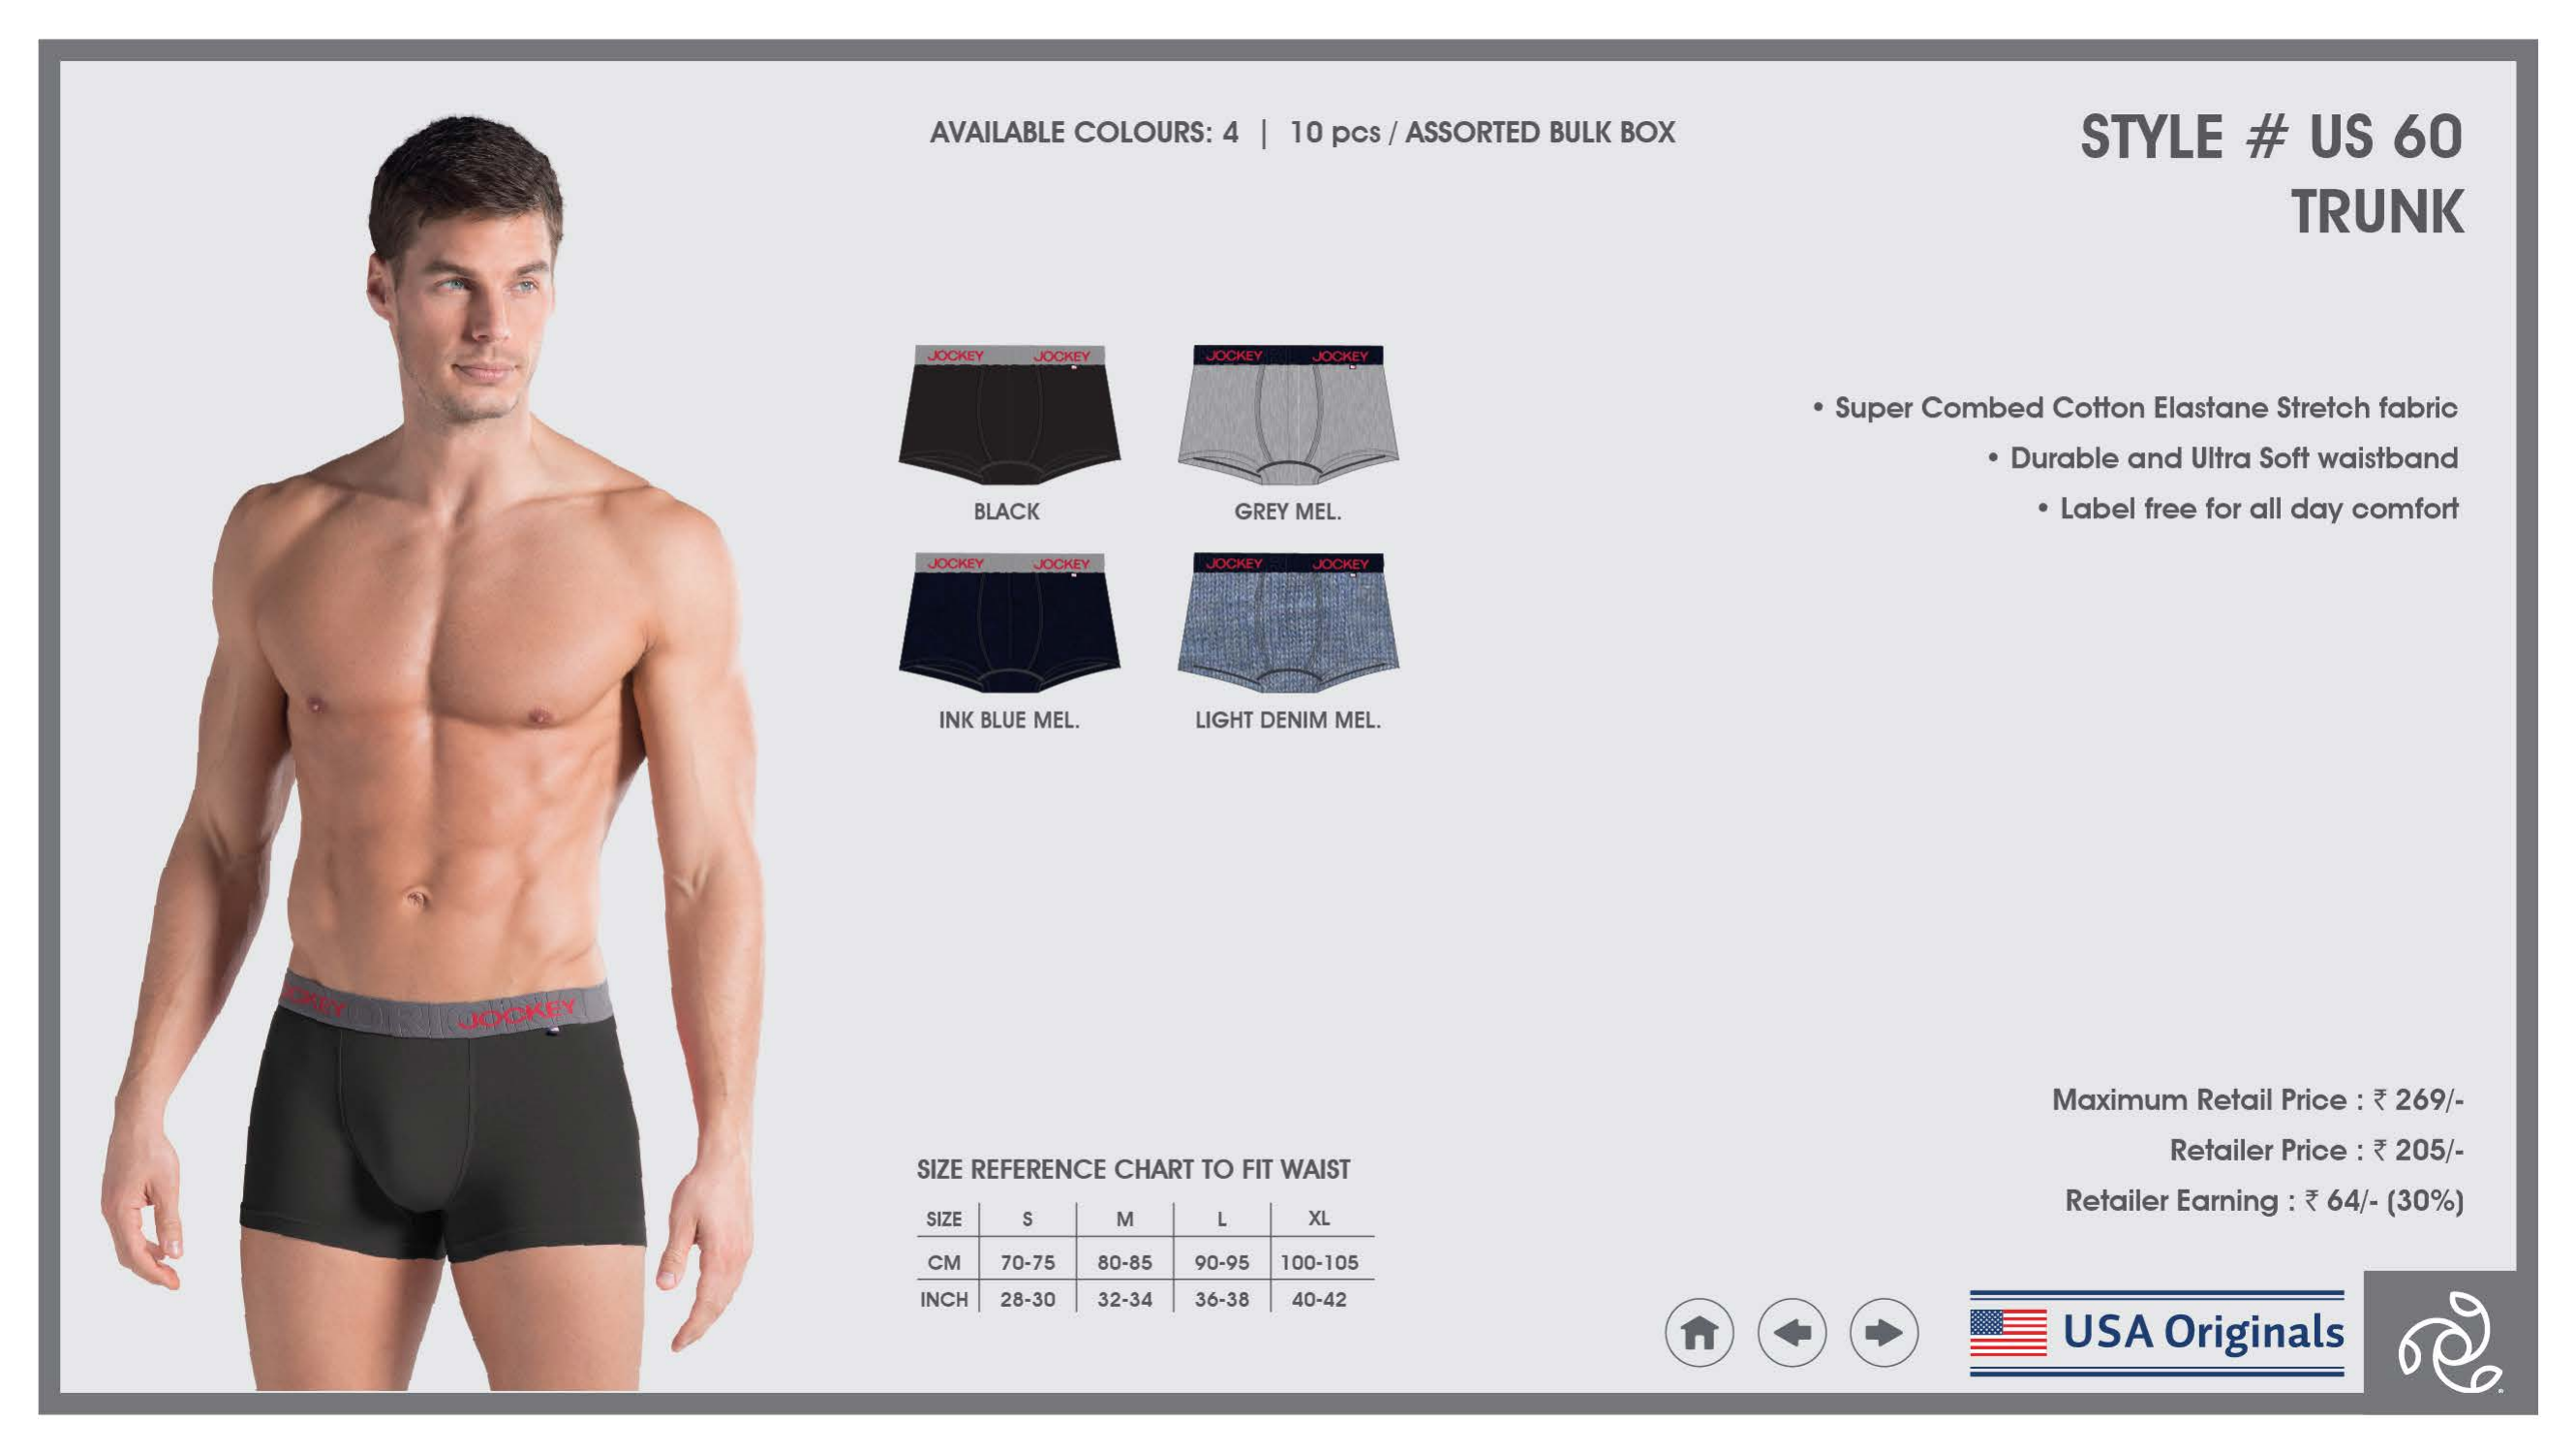 AVAILABLE COLOURS: 4 | 10 pcs / ASSORTED BULK BOX
STYLE # US 60
TRUNK
JOCKEY JOCKEY
JOCKEY JOCKEY
BLACK
GREY MEL.
JOCKEY JOCKEY
JOCKEY JOCKEY
INK BLUE MEL.
LIGHT DENIM MEL.
• Super Combed Cotton Elastane Stretch fabric
• Durable and Ultra Soft waistband
• Label free for all day comfort
JOCKEY
SIZE REFERENCE CHART TO FIT WAIST
SIZE S M L XL
CM 70-75 80-85 90-95 100-105
INCH 28-30 32-34 36-38 40-42
Maximum Retail Price : ₹ 269/-
Retailer Price : ₹ 205/-
Retailer Earning : ₹ 64/- (30%)
USA Originals